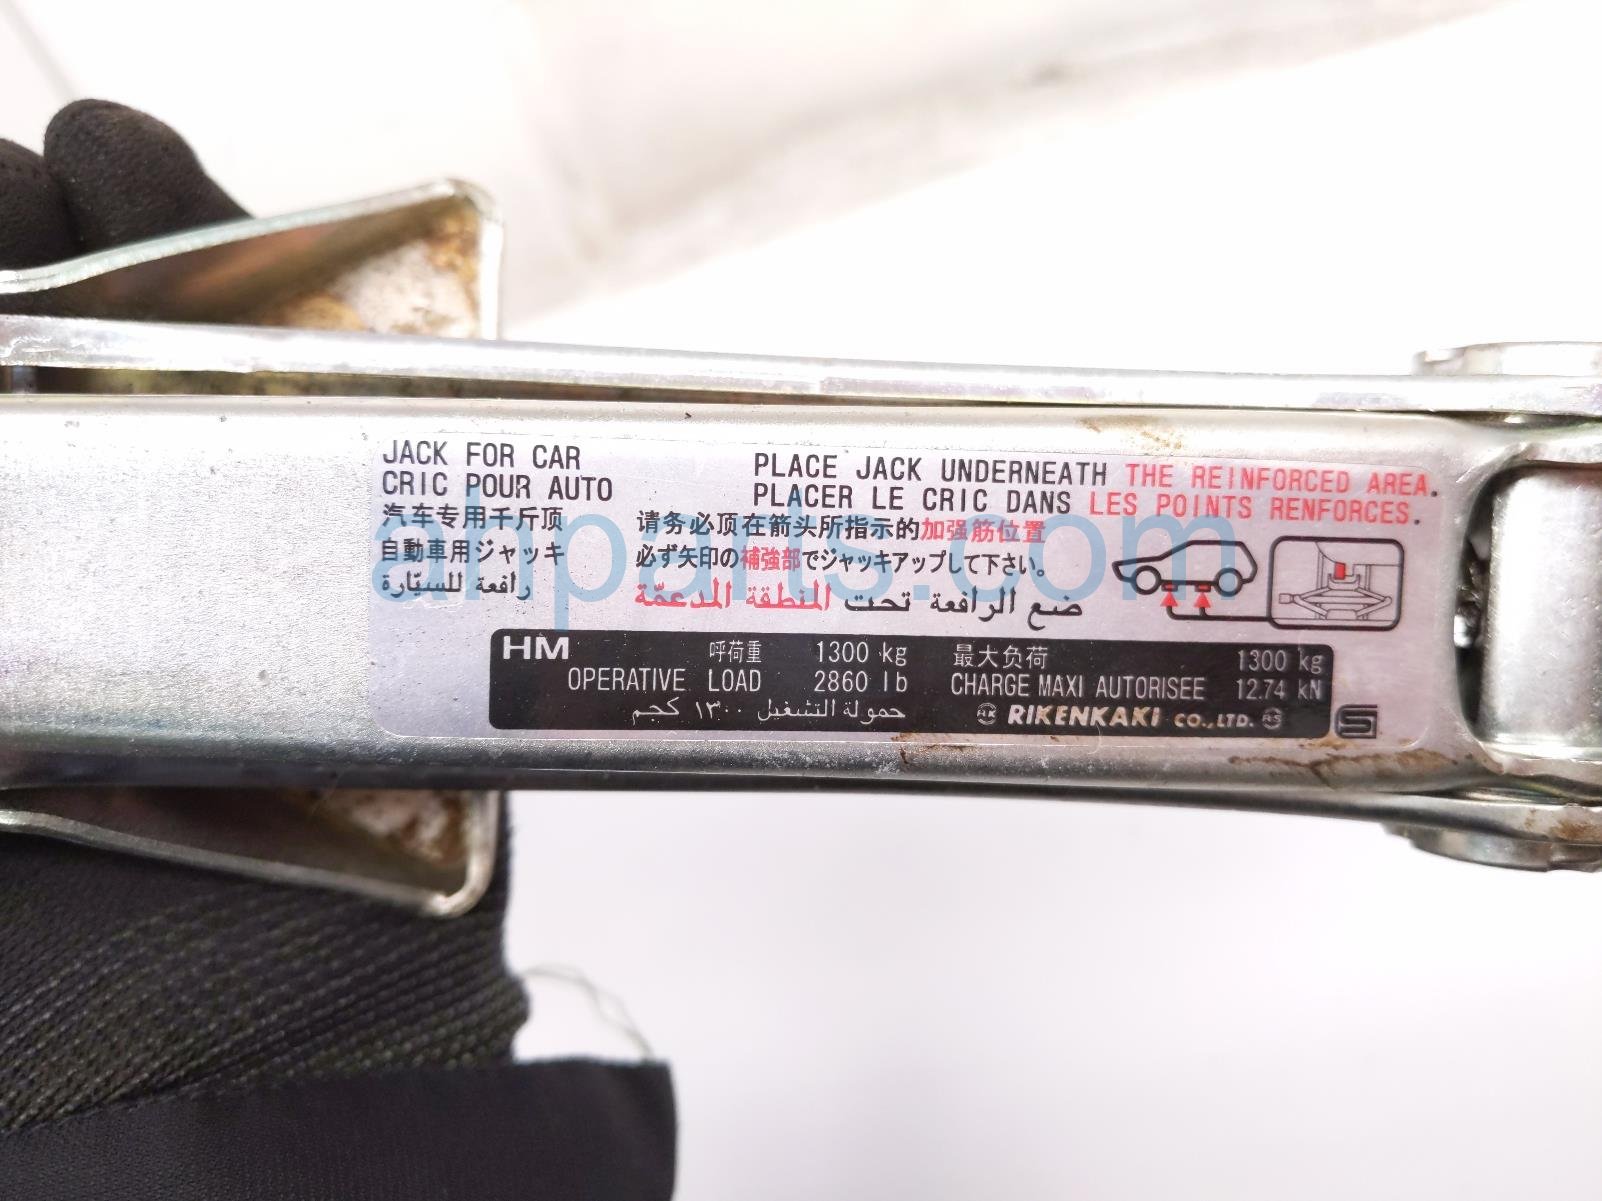 JACK FOR CAR
CRIC POUR AUTO
汽车专用千斤顶
自動車用ジャッキ
رافعة للسيّارة
PLACE JACK UNDERNEATH THE REINFORCED AREA.
PLACER LE CRIC DANS LES POINTS RENFORCES.
请务必顶在箭头所指示的加强筋位置
必ず矢印の補強部でジャッキアップして下さい。
ضع الرافعة تحت المنطقة المدعمّة
HM 呼荷重 1300 kg 最大负荷 1300 kg
OPERATIVE LOAD 2860 lb CHARGE MAXI AUTORISEE 12.74 kN
حمولة التشغيل ١٣٠٠ كجم RIKENKAKI CO.,LTD.
ahparts.com